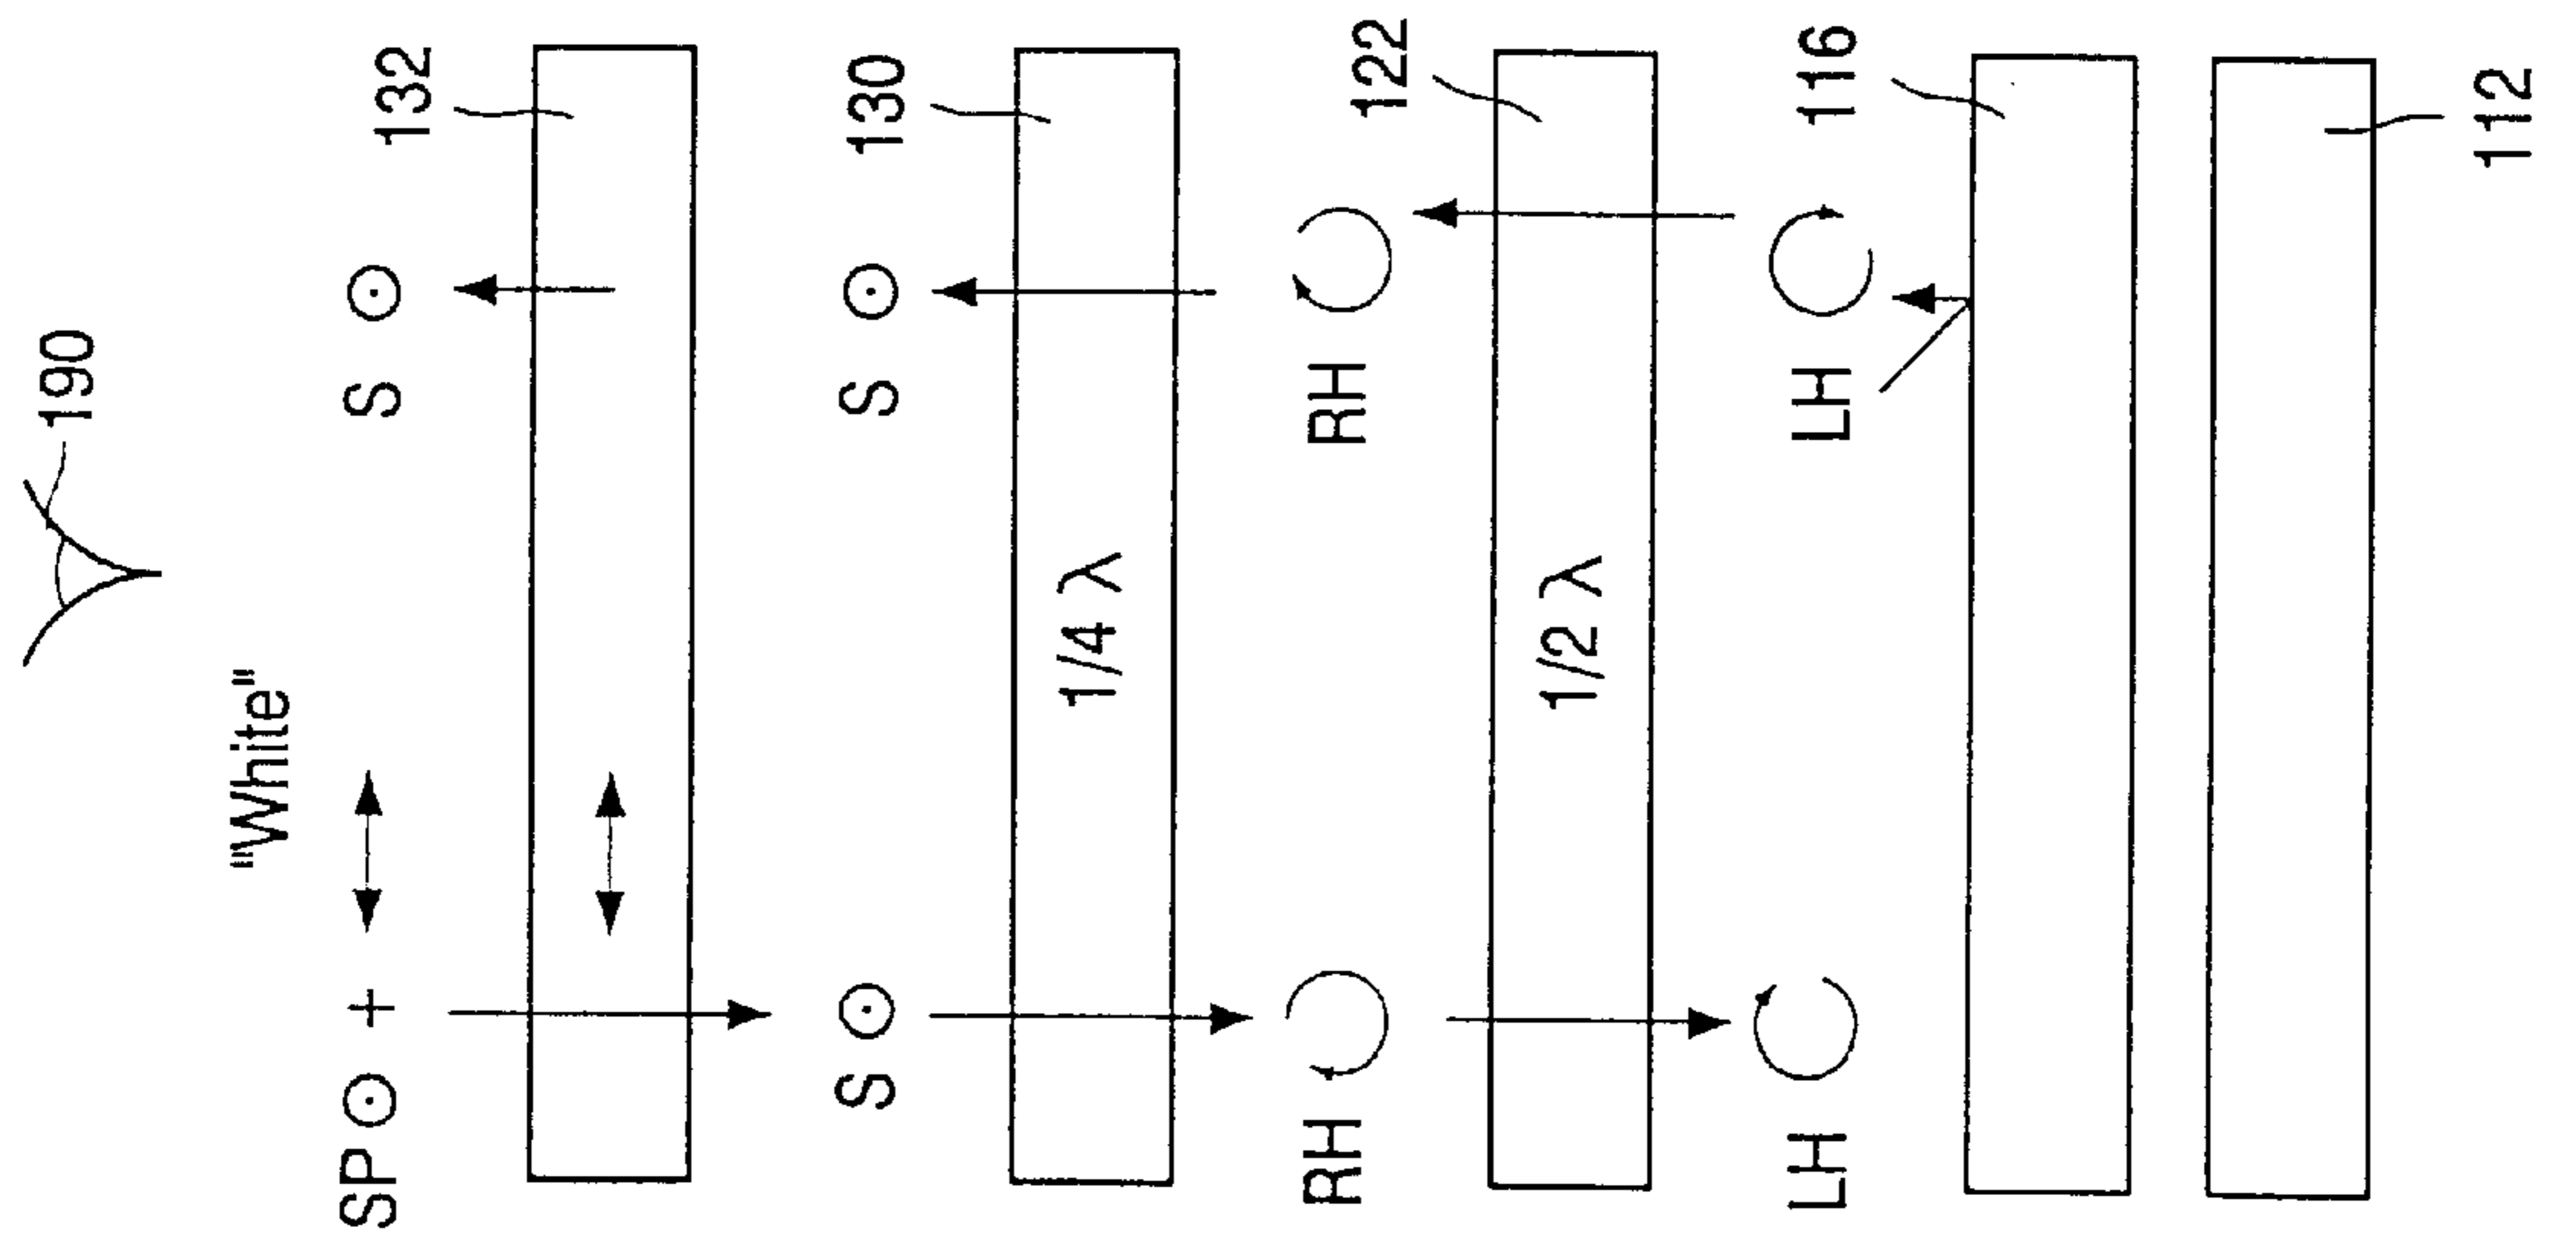 190
"White"
SP
S
132
S
S
130
1/4 λ
RH
RH
122
1/2 λ
LH
LH
116
112